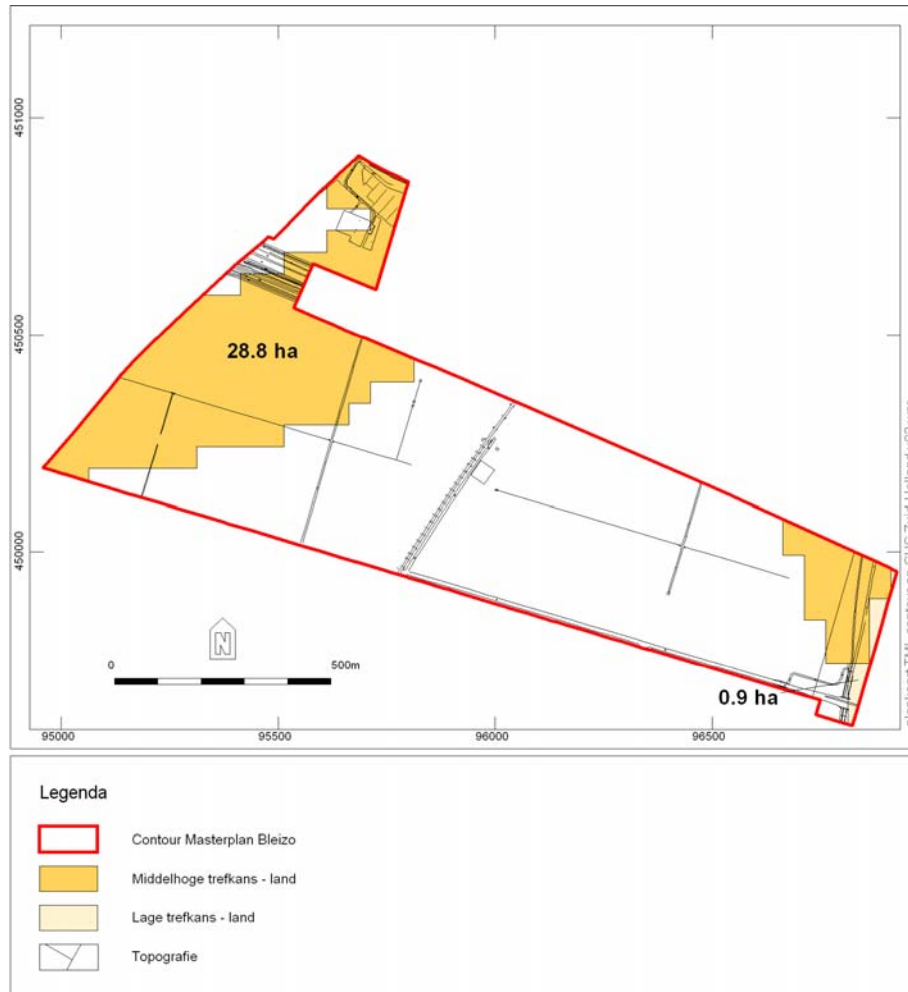 451000
450500
450000
28.8 ha
0.9 ha
0
500m
N
95000
95500
96000
96500
Legenda
Contour Masterplan Bleizo
Middelhoge trefkans - land
Lage trefkans - land
Topografie